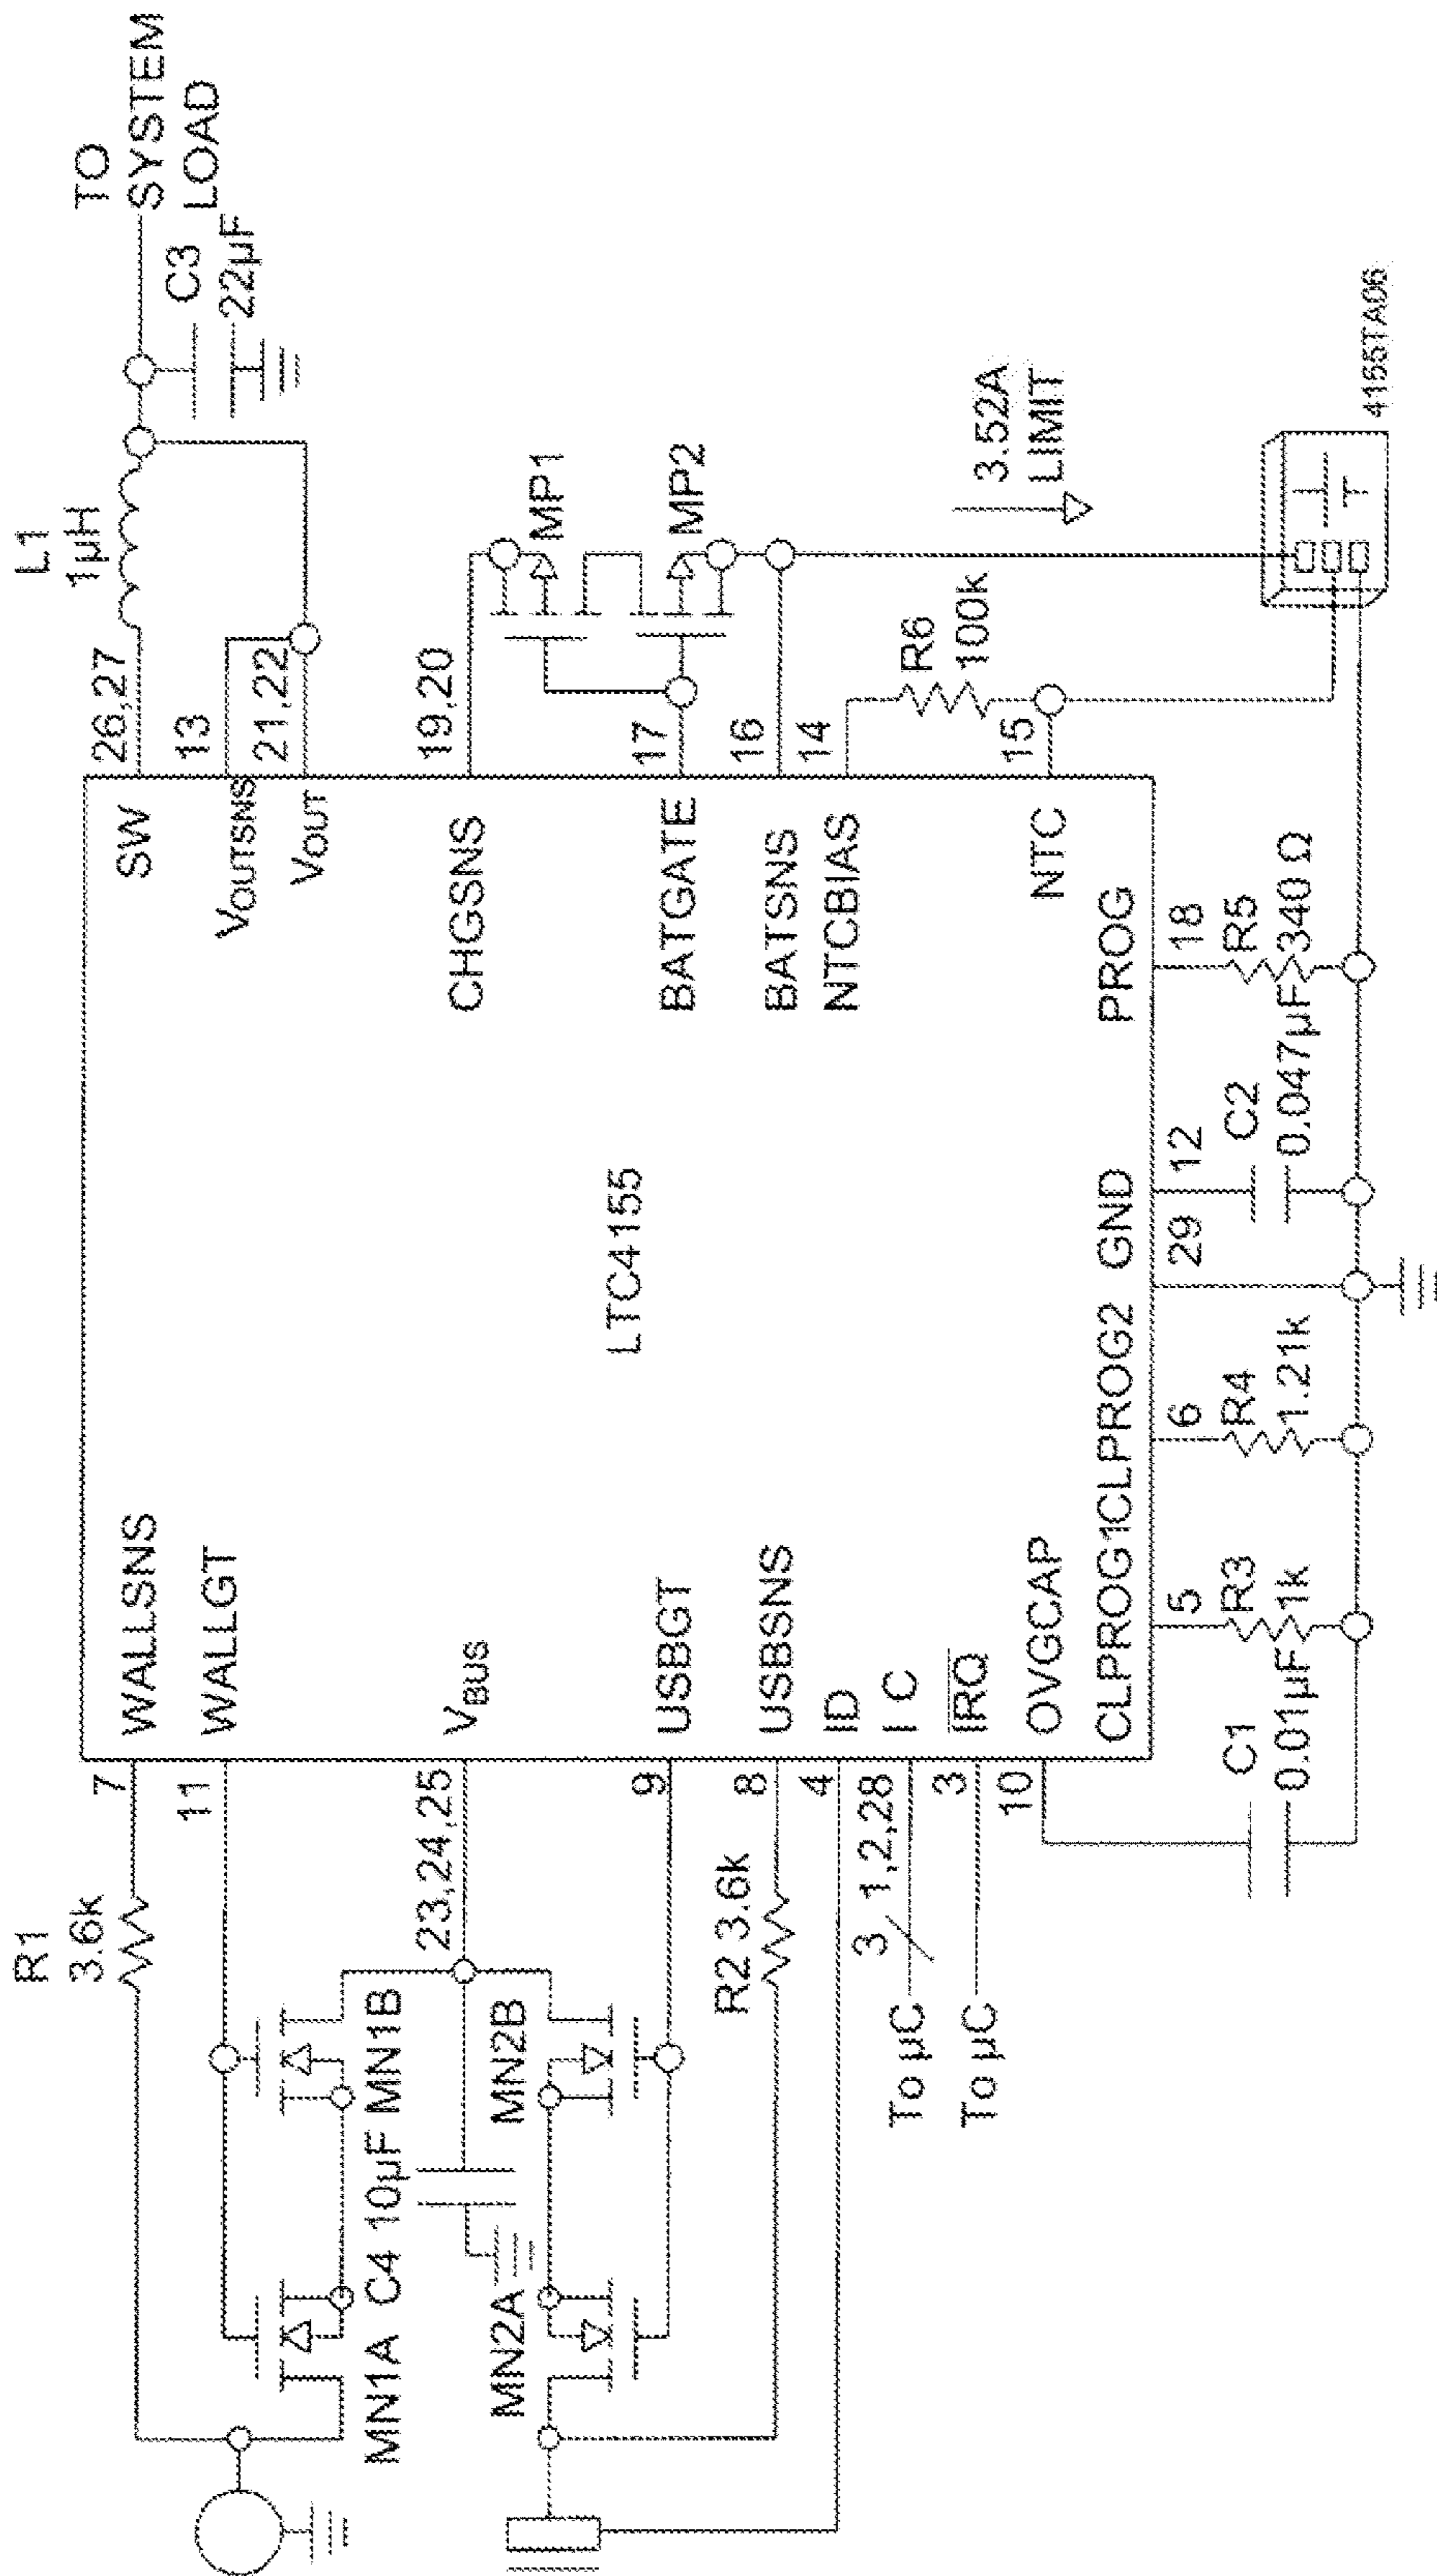 R1
3.6k
7
WALLSNS
11
WALLGT
MN1A
C4 10µF
MN1B
23,24,25
V_BUS
MN2A
MN2B
9
USBGT
R2 3.6k
8
USBSNS
4
ID
To µC
3
1,2,28
I C
To µC
3
IRQ
10
OVGCAP
LTC4155
L1
1µH
TO
SYSTEM
LOAD
C3
22µF
26,27
SW
13
V_OUTSNS
21,22
V_OUT
19,20
CHGSNS
MP1
17
BATGATE
MP2
16
BATSNS
14
NTCBIAS
R6
100k
15
NTC
3.52A
LIMIT
T
4155TA06
CLPROG1
CLPROG2
GND
PROG
5
6
29
12
18
C1
0.01µF
R3
1k
R4
1.21k
C2
0.047µF
R5
340 Ω